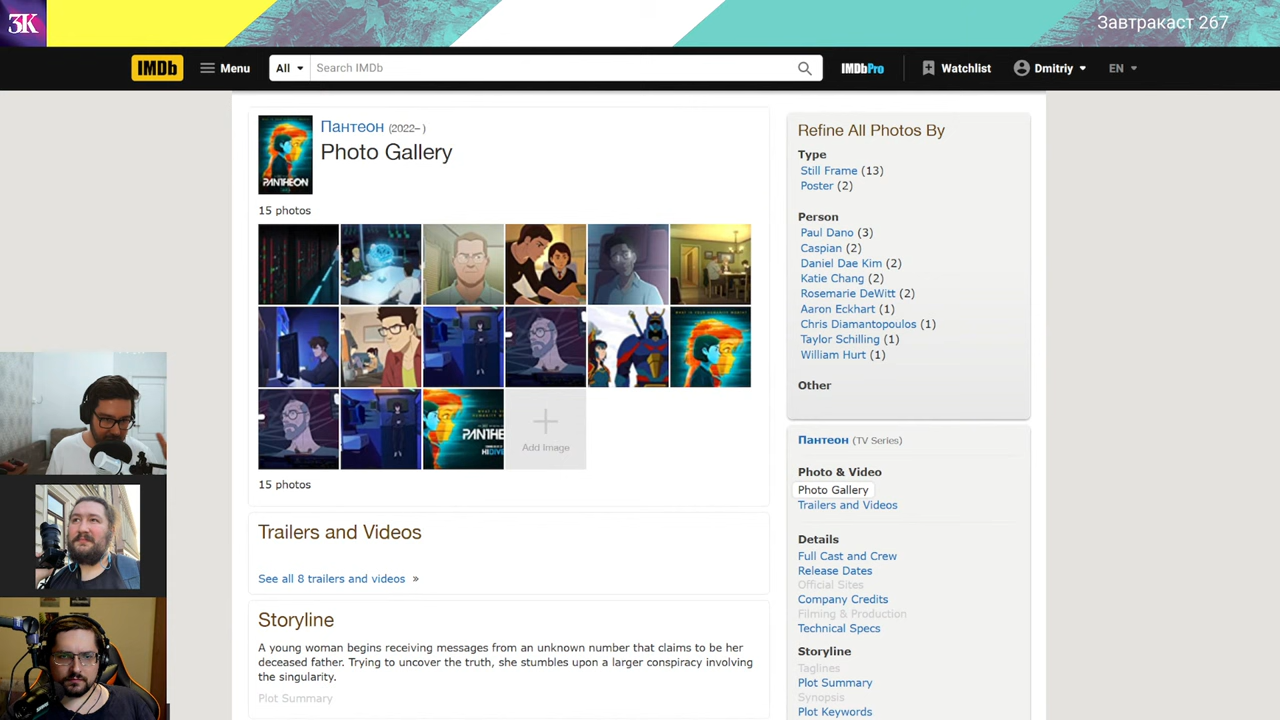 3K
Завтракаст 267
IMDb
Menu
All
Search IMDb
IMDbPro
Watchlist
Dmitriy
EN
Пантеон (2022– )
Photo Gallery
PANTHEON
15 photos
PANTHE
HIDIVE
Add Image
15 photos
Trailers and Videos
See all 8 trailers and videos »
Storyline
A young woman begins receiving messages from an unknown number that claims to be her
deceased father. Trying to uncover the truth, she stumbles upon a larger conspiracy involving
the singularity.
Plot Summary
Refine All Photos By
Type
Still Frame (13)
Poster (2)
Person
Paul Dano (3)
Caspian (2)
Daniel Dae Kim (2)
Katie Chang (2)
Rosemarie DeWitt (2)
Aaron Eckhart (1)
Chris Diamantopoulos (1)
Taylor Schilling (1)
William Hurt (1)
Other
Пантеон (TV Series)
Photo & Video
Photo Gallery
Trailers and Videos
Details
Full Cast and Crew
Release Dates
Official Sites
Company Credits
Filming & Production
Technical Specs
Storyline
Taglines
Plot Summary
Synopsis
Plot Keywords